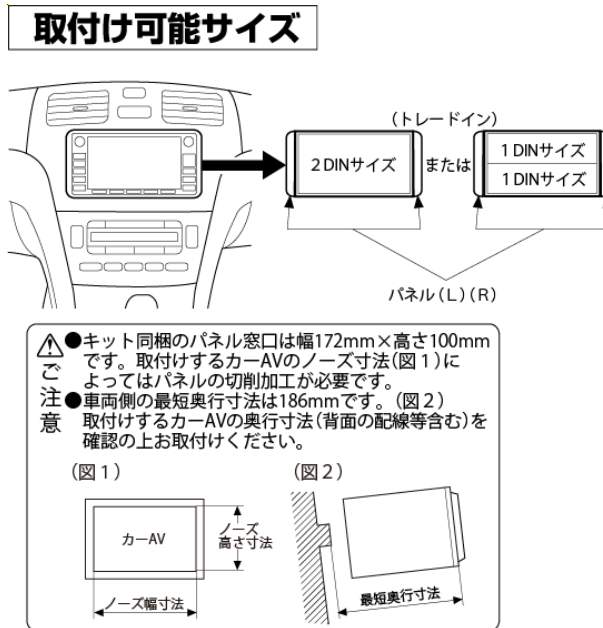 取付け可能サイズ
(トレードイン)
2DINサイズ
または
1DINサイズ
1DINサイズ
パネル(L)(R)
ご注意
●キット同梱のパネル窓口は幅172mm×高さ100mm
です。取付けするカーAVのノーズ寸法(図1)に
よってはパネルの切削加工が必要です。
●車両側の最短奥行寸法は186mmです。(図2)
取付けするカーAVの奥行寸法(背面の配線等含む)を
確認の上お取付けください。
(図1)
(図2)
カーAV
ノーズ
高さ寸法
ノーズ幅寸法
最短奥行寸法